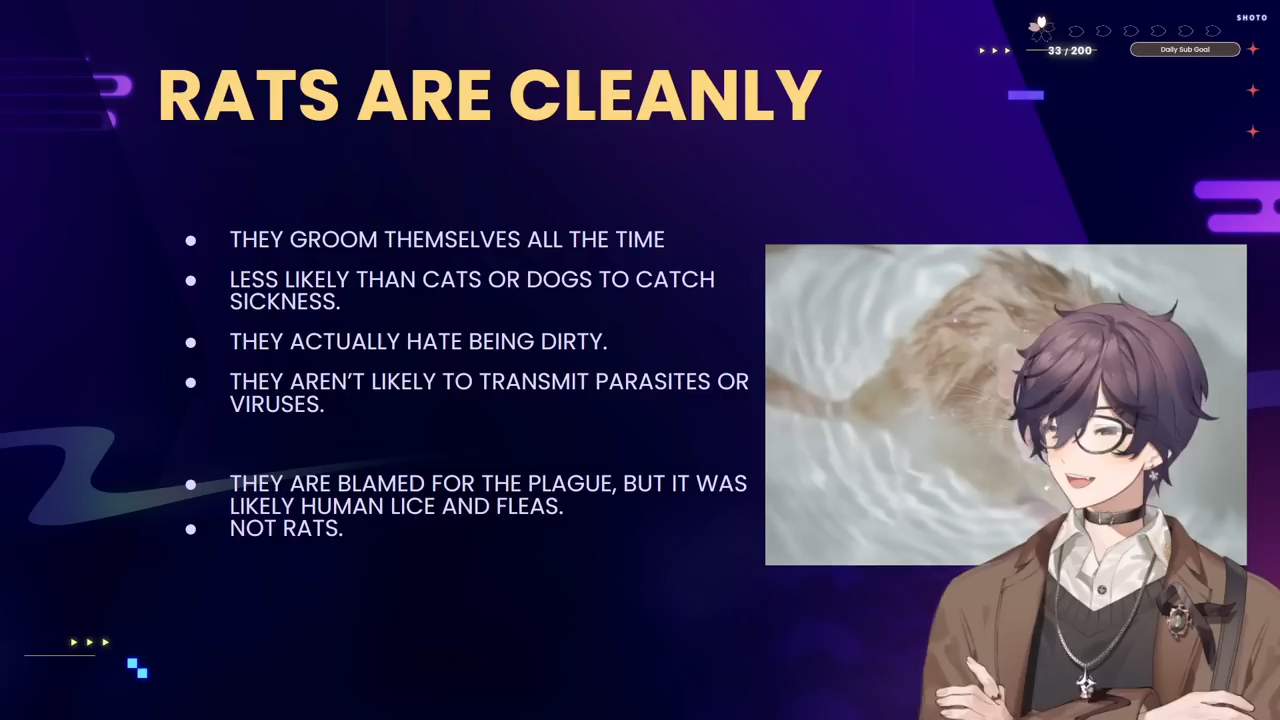 SHOTO
33 / 200
Daily Sub Goal
RATS ARE CLEANLY
● THEY GROOM THEMSELVES ALL THE TIME
● LESS LIKELY THAN CATS OR DOGS TO CATCH
SICKNESS.
● THEY ACTUALLY HATE BEING DIRTY.
● THEY AREN'T LIKELY TO TRANSMIT PARASITES OR
VIRUSES.
● THEY ARE BLAMED FOR THE PLAGUE, BUT IT WAS
LIKELY HUMAN LICE AND FLEAS.
● NOT RATS.